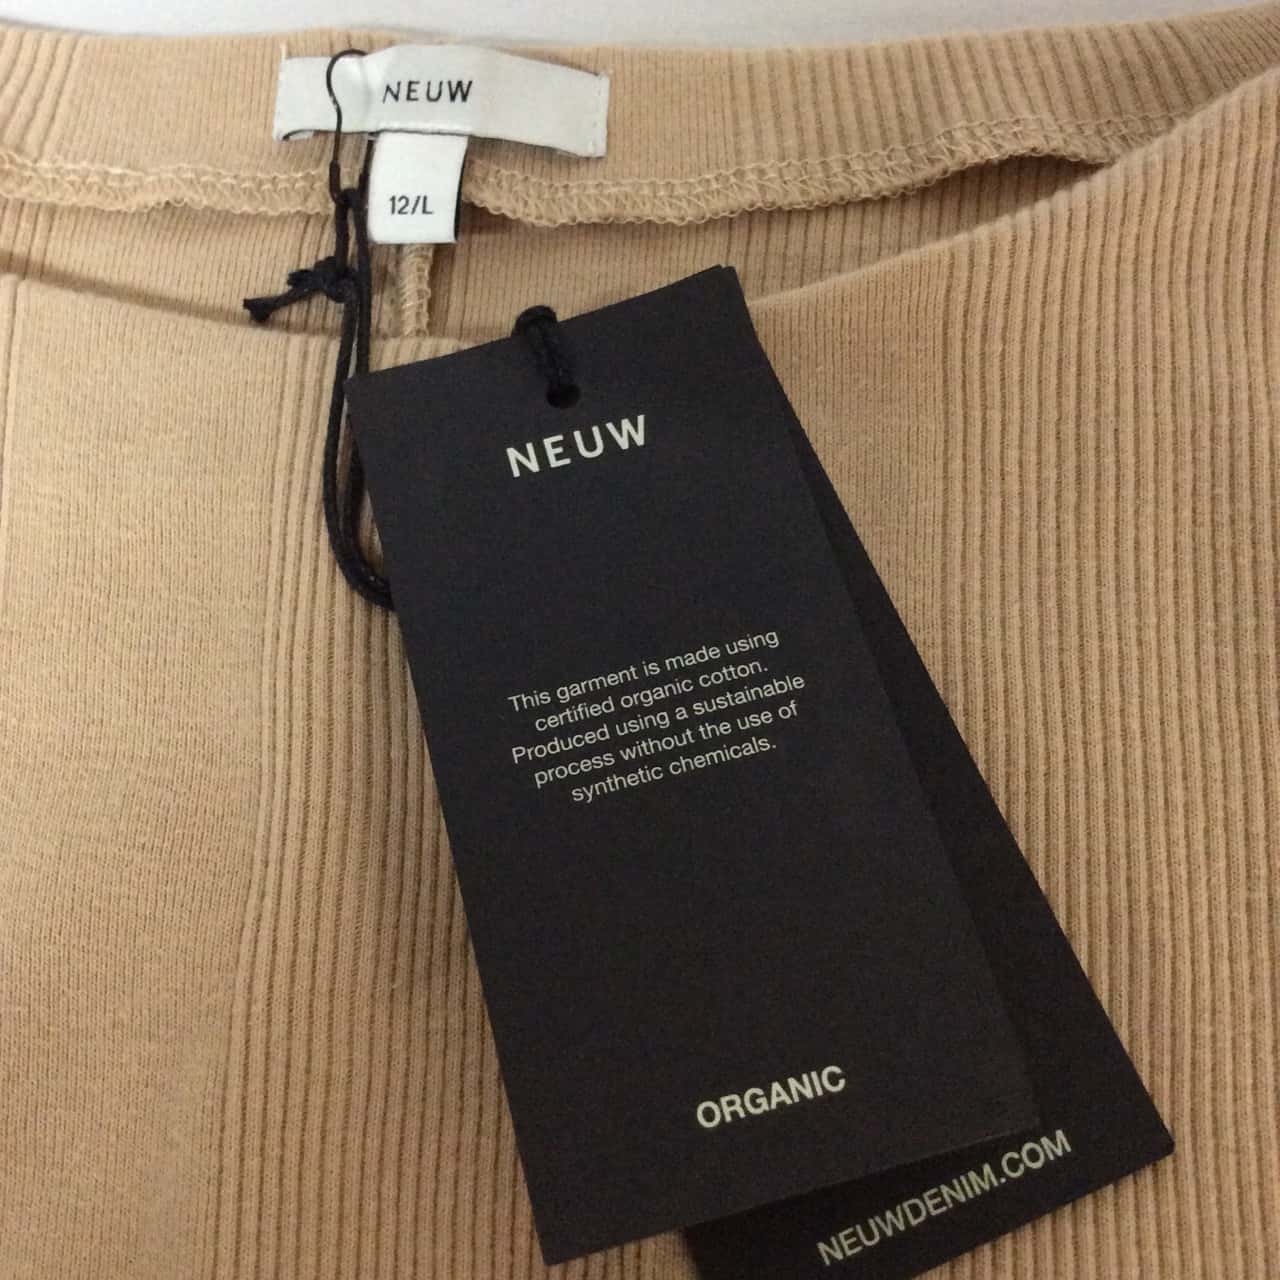 NEUW
12/L
NEUW
This garment is made using
certified organic cotton.
Produced using a sustainable
process without the use of
synthetic chemicals.
ORGANIC
NEUWDENIM.COM